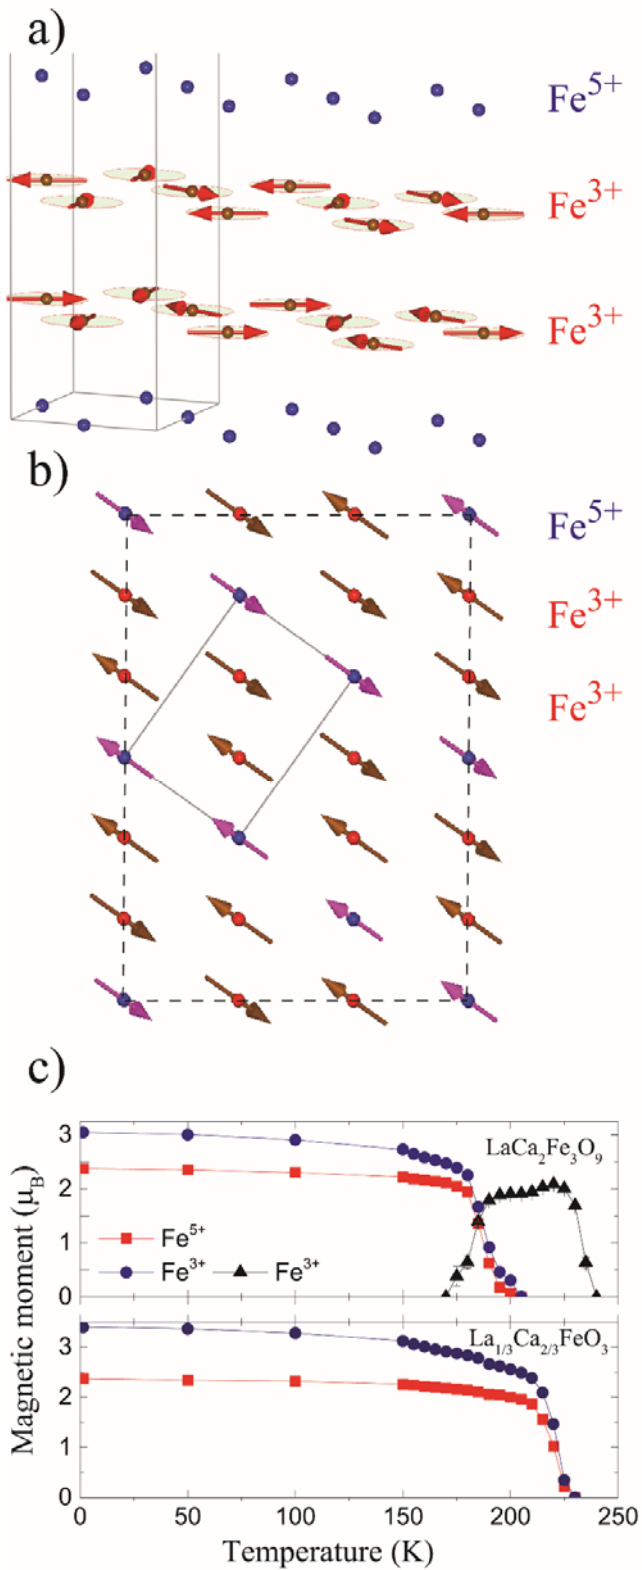 a)
Fe⁵⁺
Fe³⁺
Fe³⁺
b)
Fe⁵⁺
Fe³⁺
Fe³⁺
c)
Magnetic moment (μ_B)
3
2
1
0
LaCa₂Fe₃O₉
Fe⁵⁺
Fe³⁺ Fe³⁺
3
2
1
0
La₁/₃Ca₂/₃FeO₃
0 50 100 150 200 250
Temperature (K)